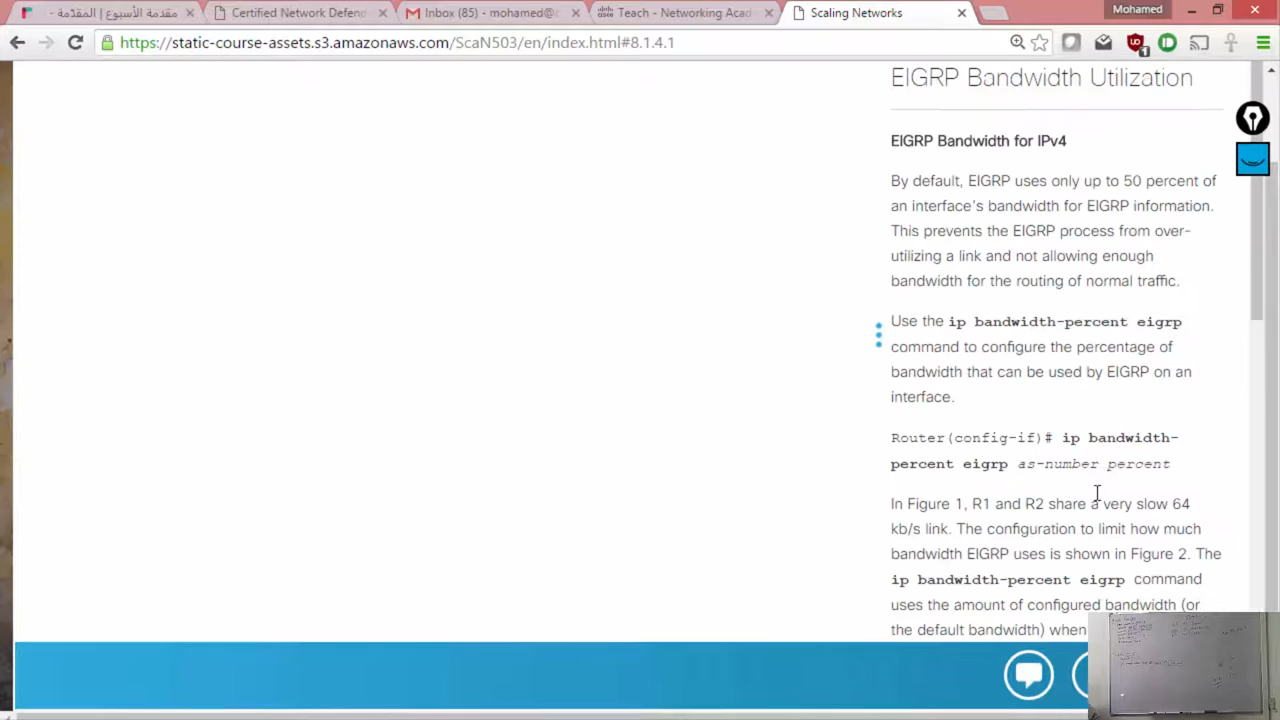 مقدمة الأسبوع | المقدّمة -
Certified Network Defend
Inbox (85) - mohamed@
Teach - Networking Acad
Scaling Networks
Mohamed
https://static-course-assets.s3.amazonaws.com/ScaN503/en/index.html#8.1.4.1
1
EIGRP Bandwidth Utilization
EIGRP Bandwidth for IPv4
By default, EIGRP uses only up to 50 percent of
an interface's bandwidth for EIGRP information.
This prevents the EIGRP process from over-
utilizing a link and not allowing enough
bandwidth for the routing of normal traffic.
Use the ip bandwidth-percent eigrp
command to configure the percentage of
bandwidth that can be used by EIGRP on an
interface.
Router(config-if)# ip bandwidth-
percent eigrp as-number percent
In Figure 1, R1 and R2 share a very slow 64
kb/s link. The configuration to limit how much
bandwidth EIGRP uses is shown in Figure 2. The
ip bandwidth-percent eigrp command
uses the amount of configured bandwidth (or
the default bandwidth) when